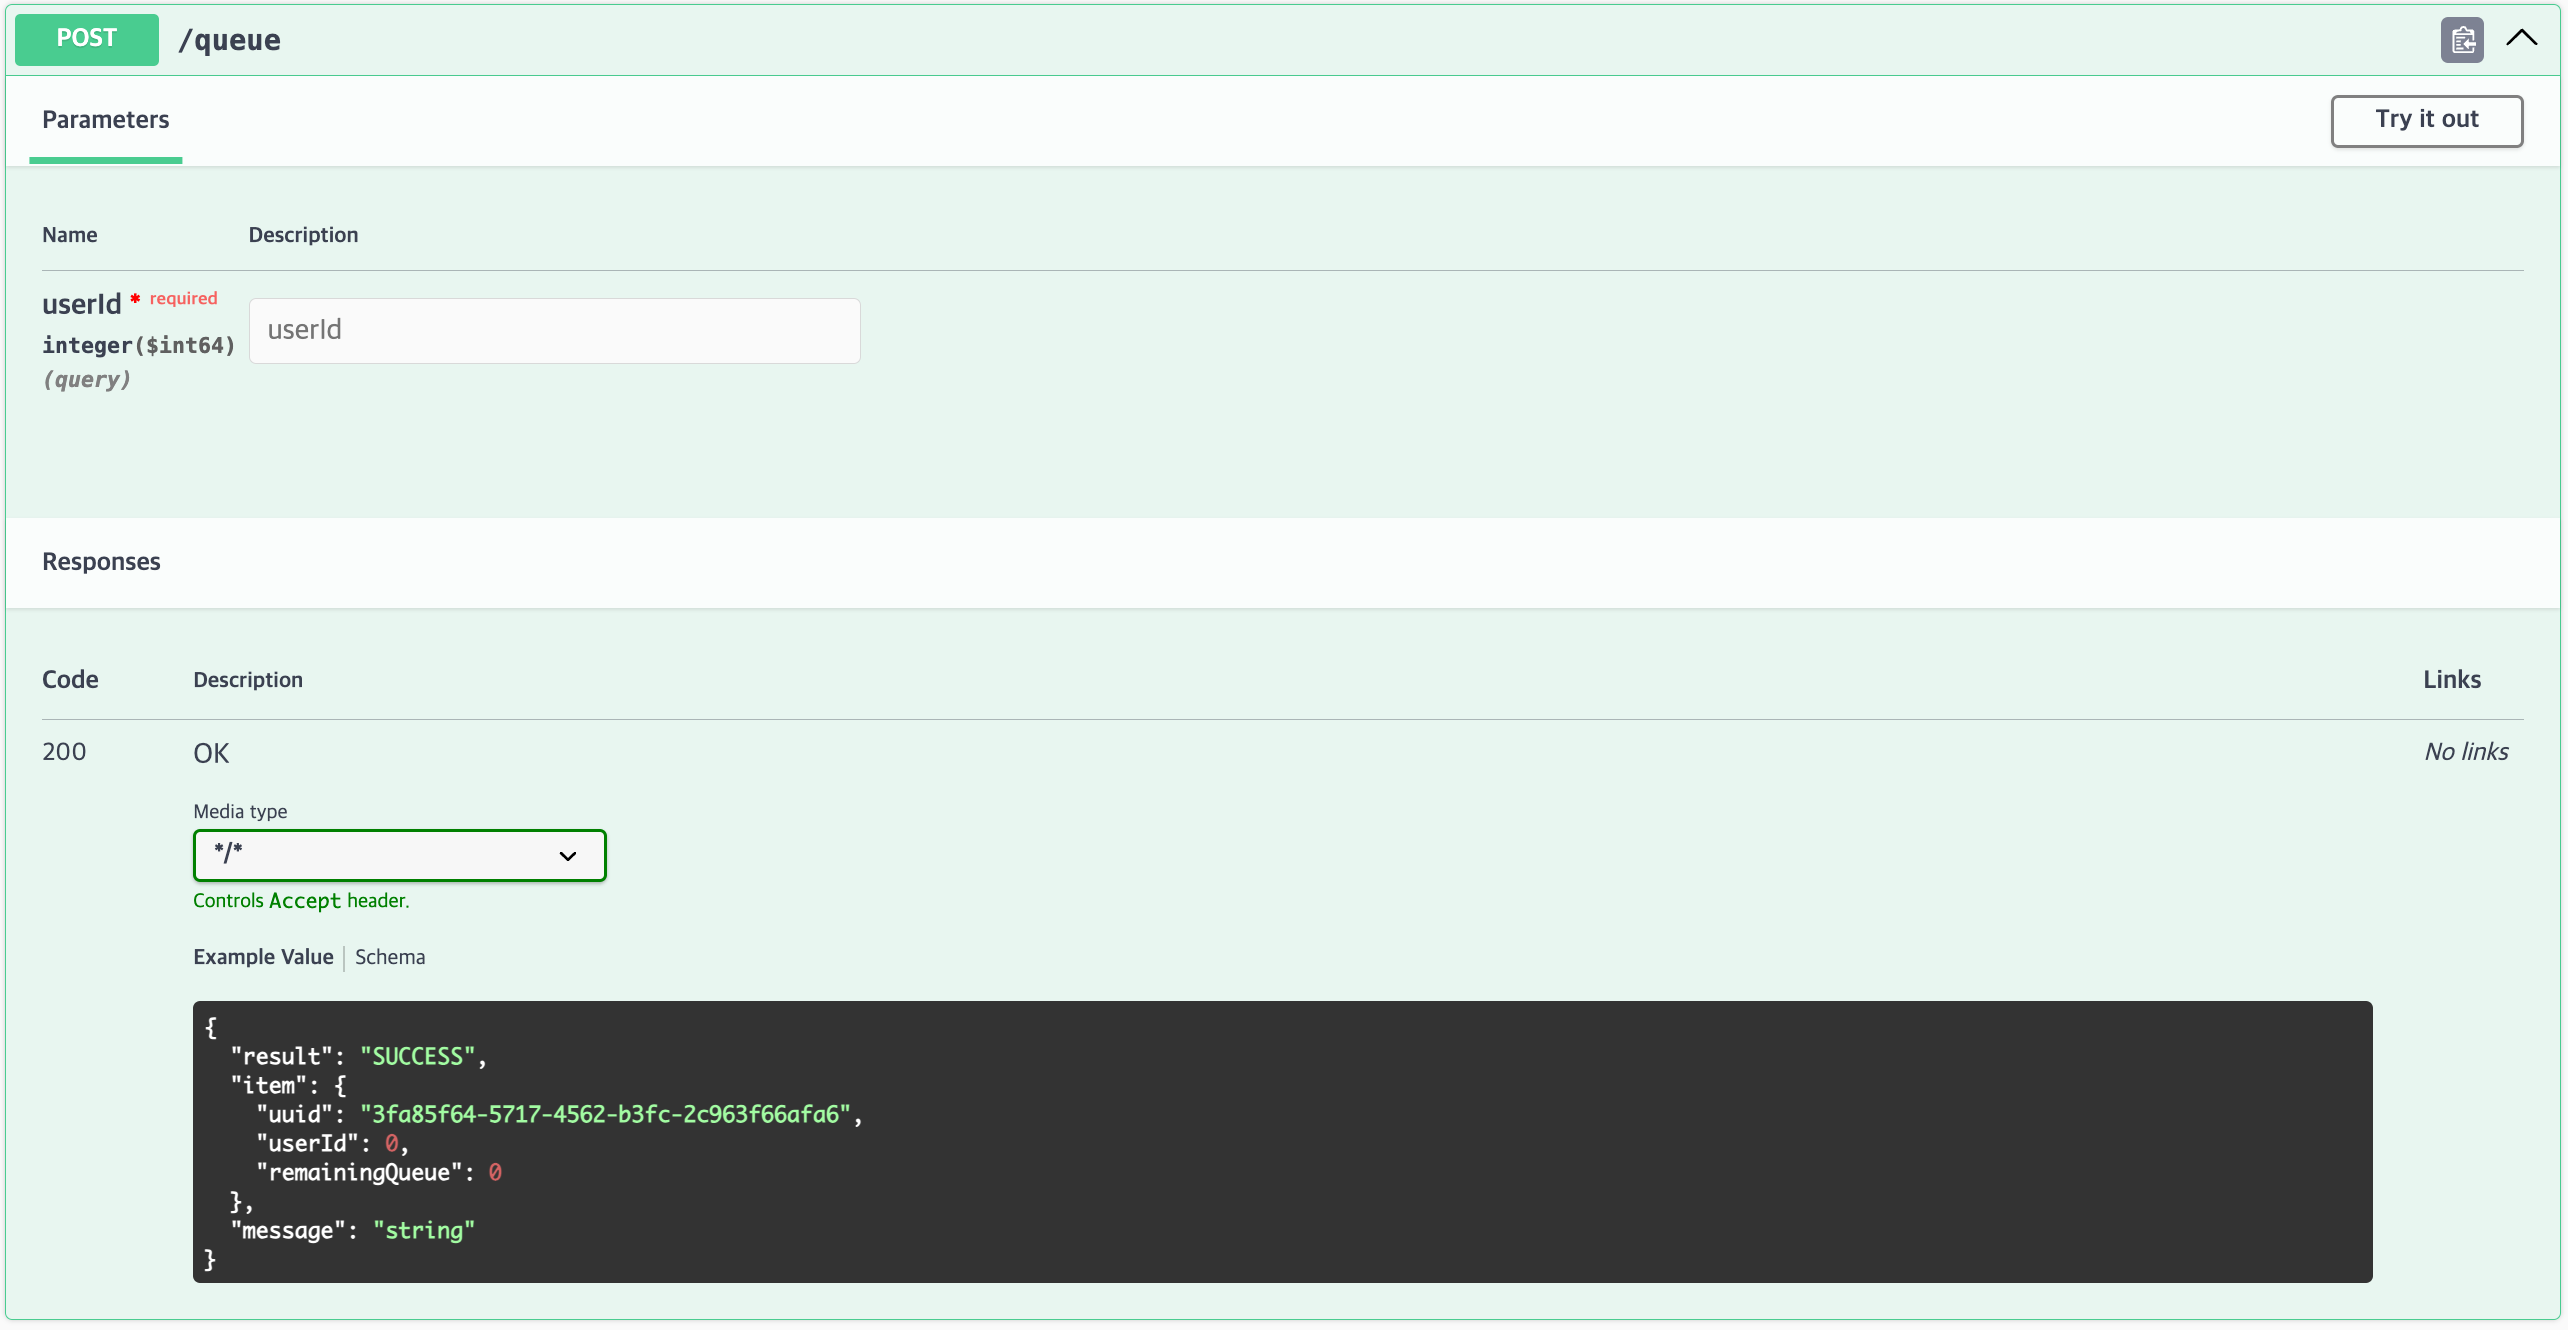 POST /queue
Parameters
Try it out
Name Description
userId * required
integer($int64)
(query)
userId
Responses
Code Description Links
200 OK No links
Media type
*/*
Controls Accept header.
Example Value Schema
{
  "result": "SUCCESS",
  "item": {
    "uuid": "3fa85f64-5717-4562-b3fc-2c963f66afa6",
    "userId": 0,
    "remainingQueue": 0
  },
  "message": "string"
}